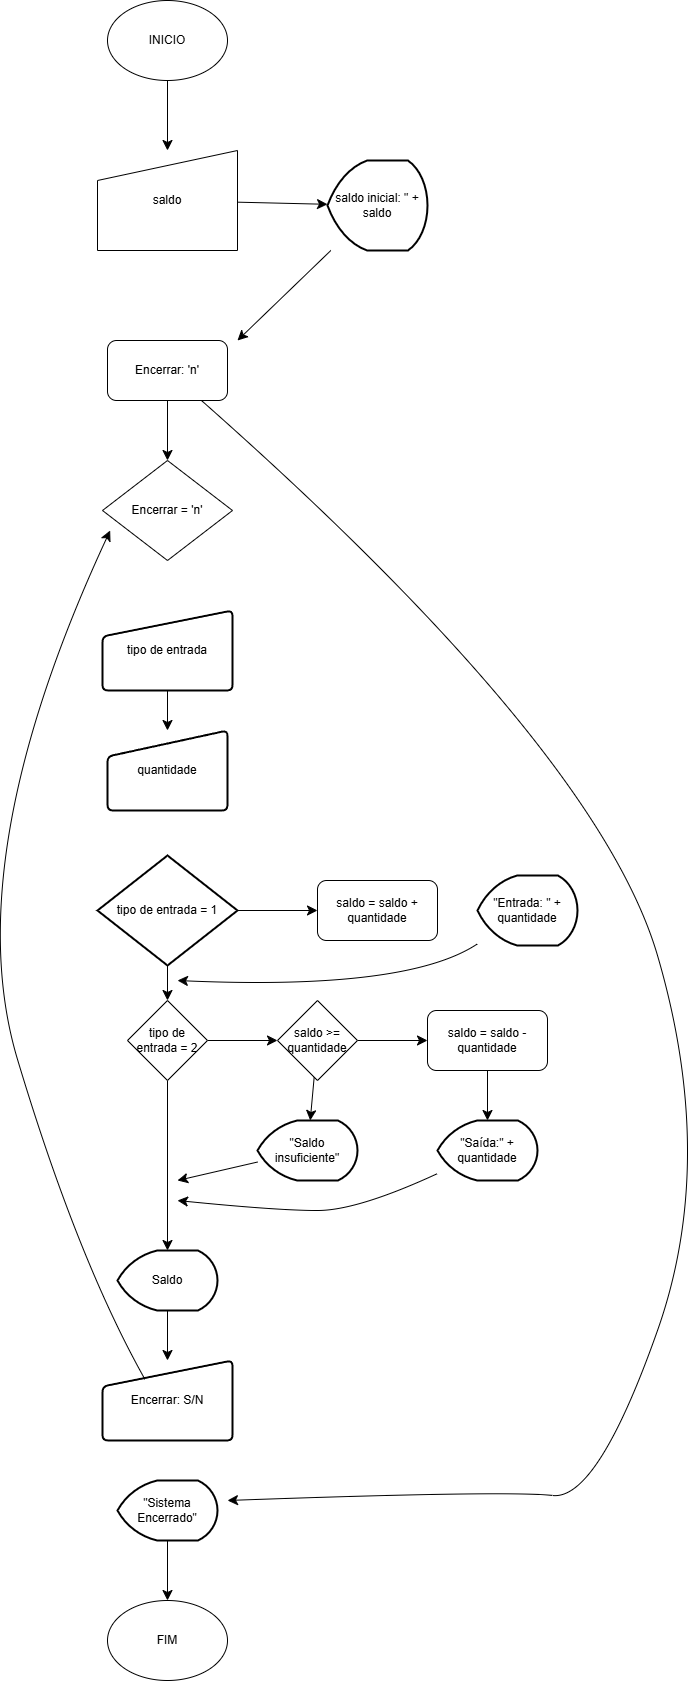 INICIO
saldo
saldo inicial: " +
saldo
Encerrar: 'n'
Encerrar = 'n'
tipo de entrada
quantidade
tipo de entrada = 1
saldo = saldo +
quantidade
"Entrada: " +
quantidade
tipo de
entrada = 2
saldo >=
quantidade
saldo = saldo -
quantidade
"Saldo
insuficiente"
"Saída:" +
quantidade
Saldo
Encerrar: S/N
"Sistema
Encerrado"
FIM